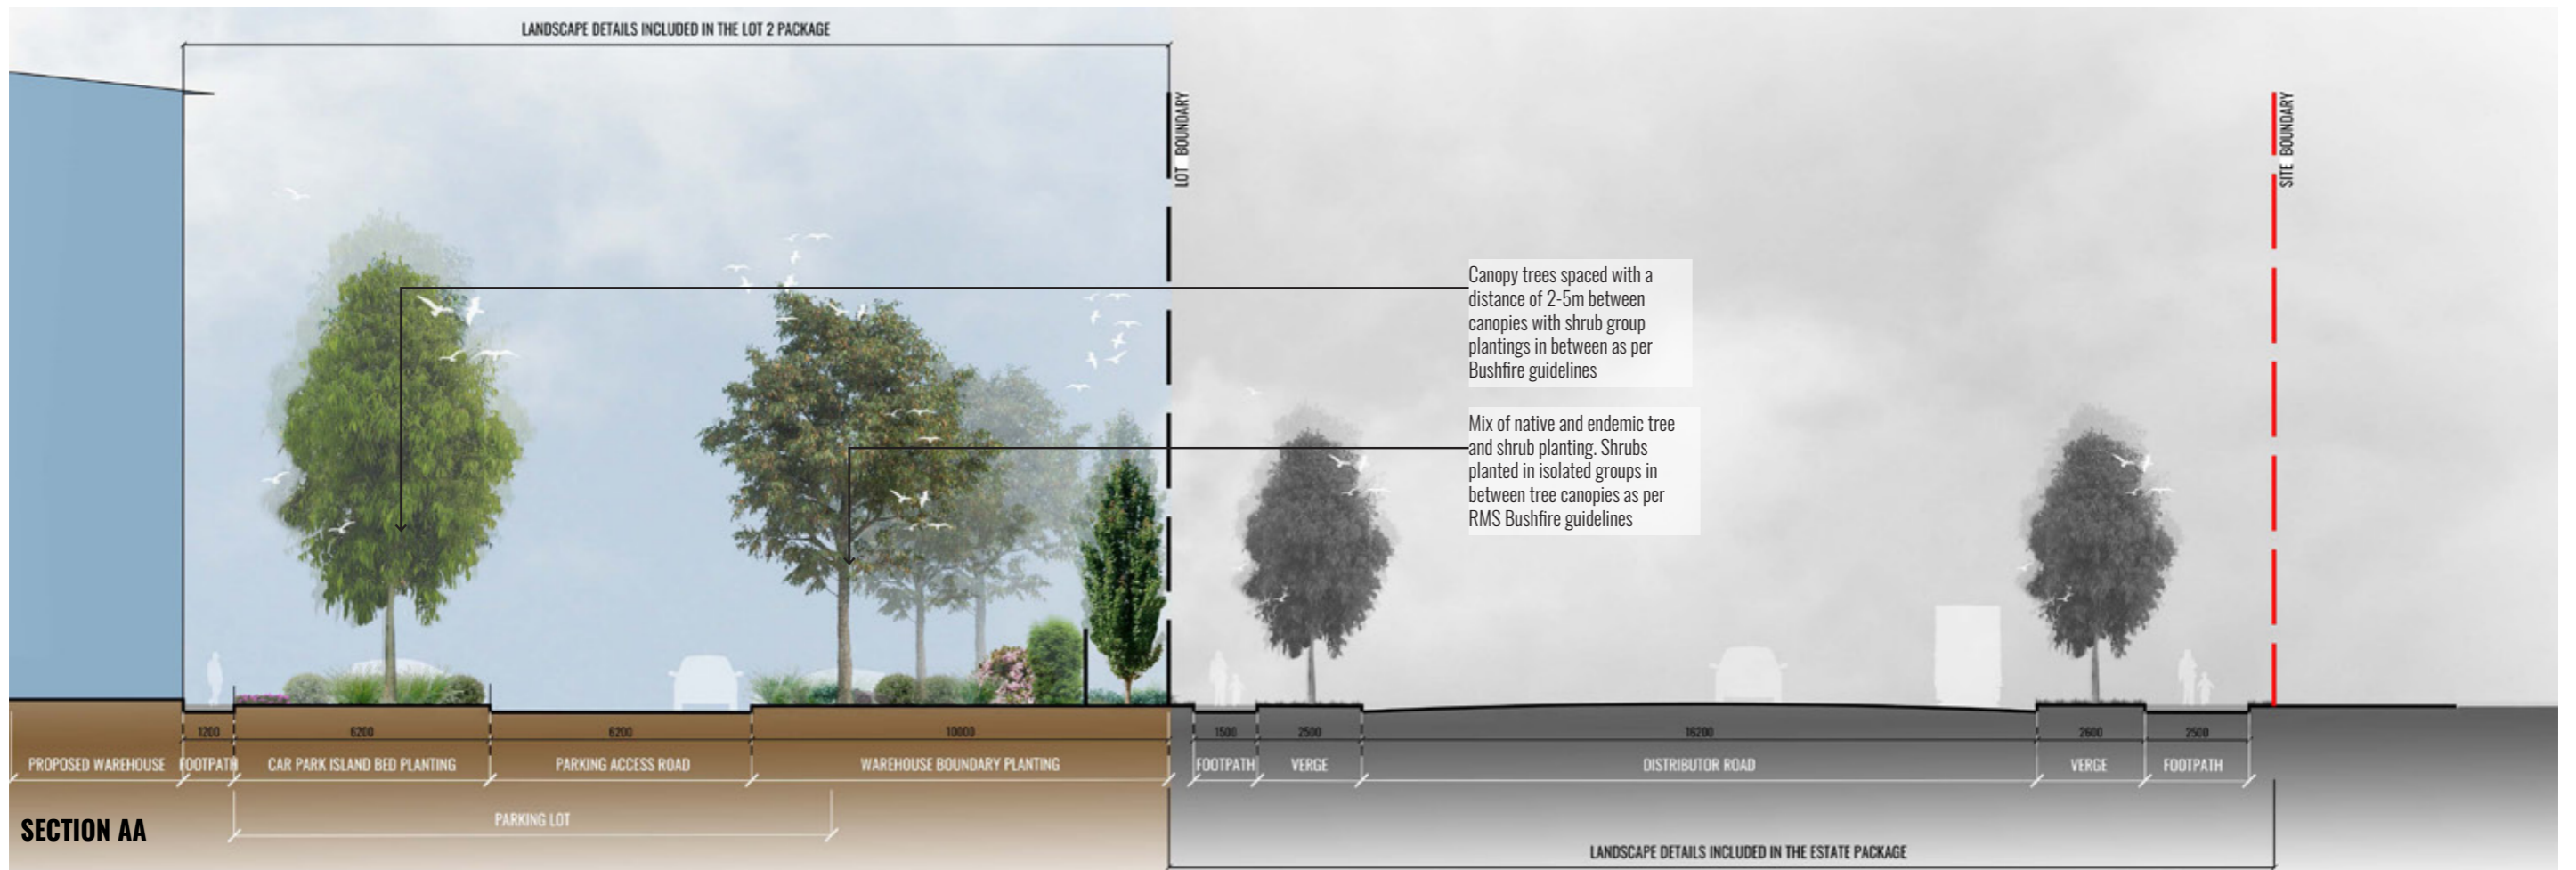 LANDSCAPE DETAILS INCLUDED IN THE LOT 2 PACKAGE
LOT BOUNDARY
SITE BOUNDARY
Canopy trees spaced with a
distance of 2-5m between
canopies with shrub group
plantings in between as per
Bushfire guidelines
Mix of native and endemic tree
and shrub planting. Shrubs
planted in isolated groups in
between tree canopies as per
RMS Bushfire guidelines
1200
6200
6200
10000
1500
2500
16200
2600
2500
PROPOSED WAREHOUSE
FOOTPATH
CAR PARK ISLAND BED PLANTING
PARKING ACCESS ROAD
WAREHOUSE BOUNDARY PLANTING
FOOTPATH
VERGE
DISTRIBUTOR ROAD
VERGE
FOOTPATH
PARKING LOT
SECTION AA
LANDSCAPE DETAILS INCLUDED IN THE ESTATE PACKAGE